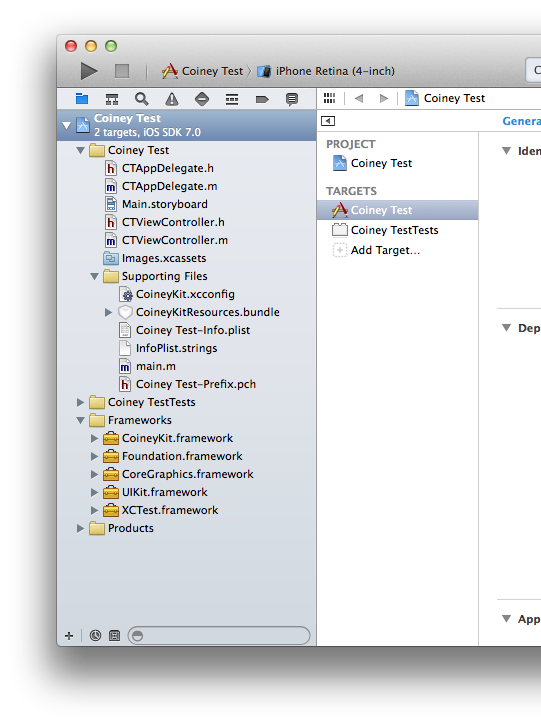 Coiney Test
iPhone Retina (4-inch)
C
Coiney Test
Coiney Test
2 targets, iOS SDK 7.0
Coiney Test
CTAppDelegate.h
CTAppDelegate.m
Main.storyboard
CTViewController.h
CTViewController.m
Images.xcassets
Supporting Files
CoineyKit.xcconfig
CoineyKitResources.bundle
Coiney Test-Info.plist
InfoPlist.strings
main.m
Coiney Test-Prefix.pch
Coiney TestTests
Frameworks
CoineyKit.framework
Foundation.framework
CoreGraphics.framework
UIKit.framework
XCTest.framework
Products
PROJECT
Coiney Test
TARGETS
Coiney Test
Coiney TestTests
Add Target...
Genera
Iden
Dep
App